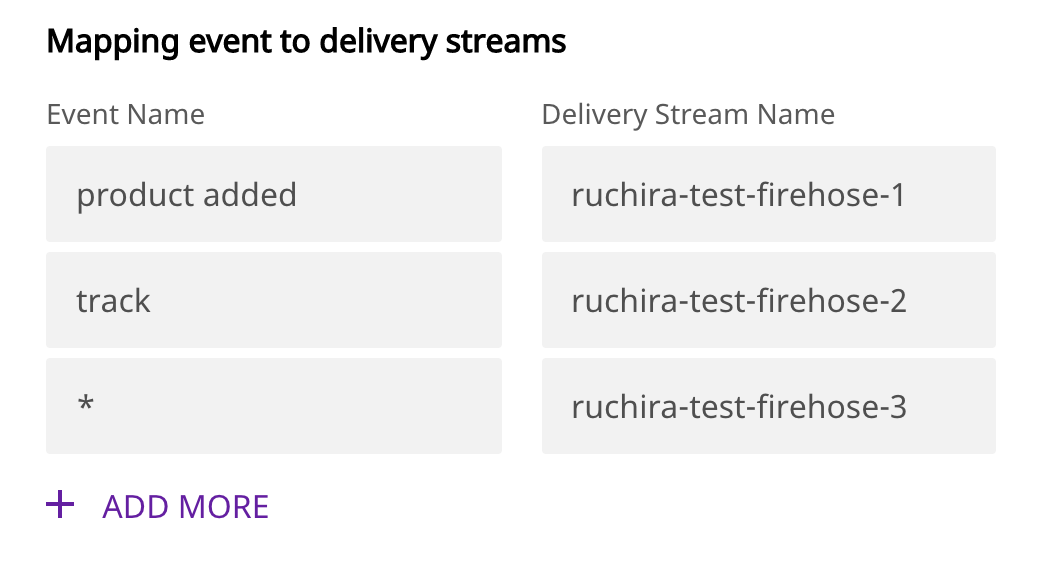 Mapping event to delivery streams
Event Name Delivery Stream Name
product added ruchira-test-firehose-1
track ruchira-test-firehose-2
* ruchira-test-firehose-3
+ ADD MORE